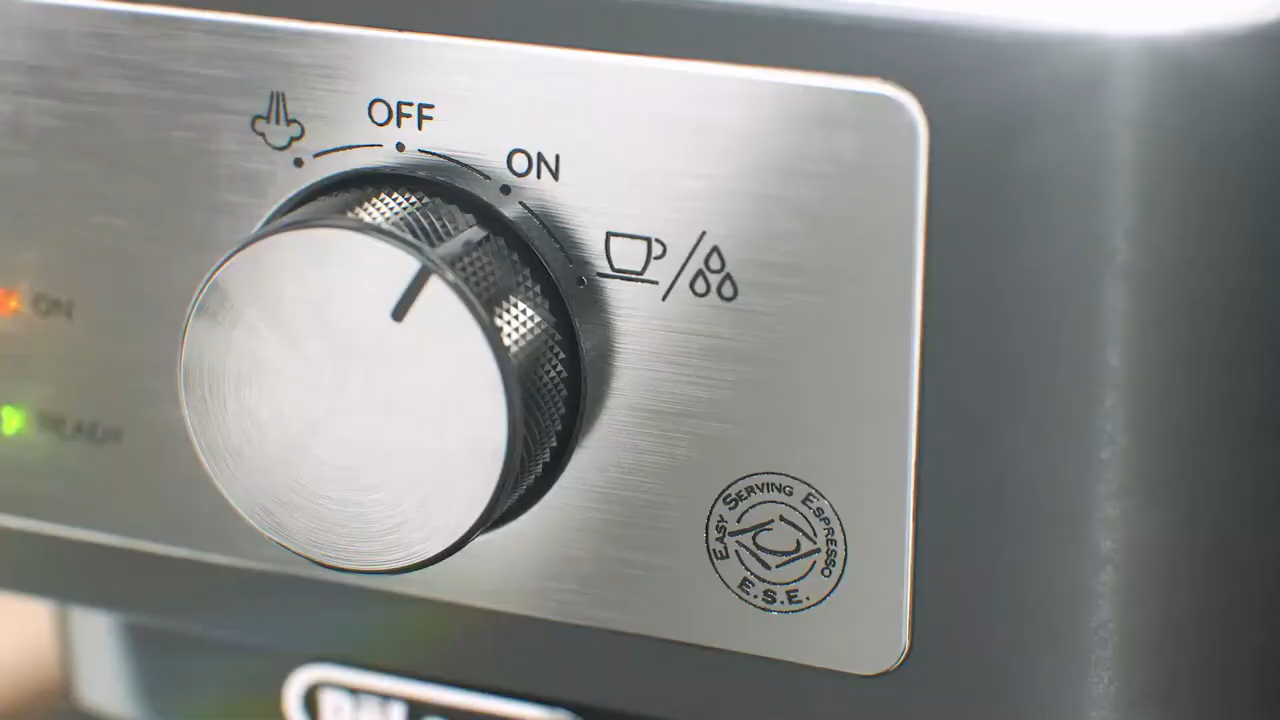 OFF
ON
ON
READY
EASY SERVING ESPRESSO
E.S.E.